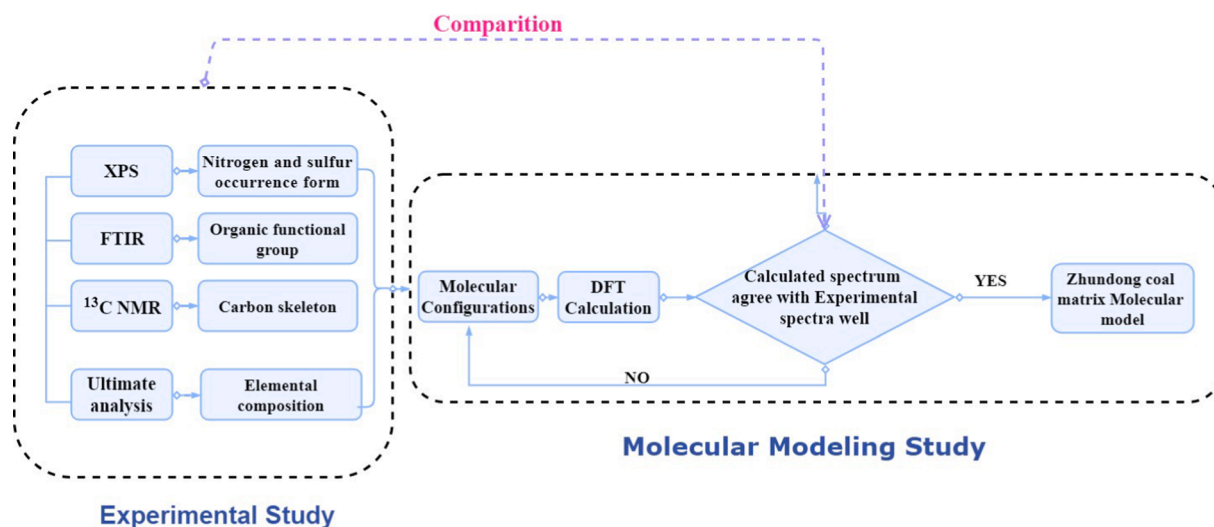 Comparition
XPS
Nitrogen and sulfur
occurrence form
FTIR
Organic functional
group
¹³C NMR
Carbon skeleton
Ultimate
analysis
Elemental
composition
Experimental Study
Molecular
Configurations
DFT
Calculation
Calculated spectrum
agree with Experimental
spectra well
YES
Zhundong coal
matrix Molecular
model
NO
Molecular Modeling Study